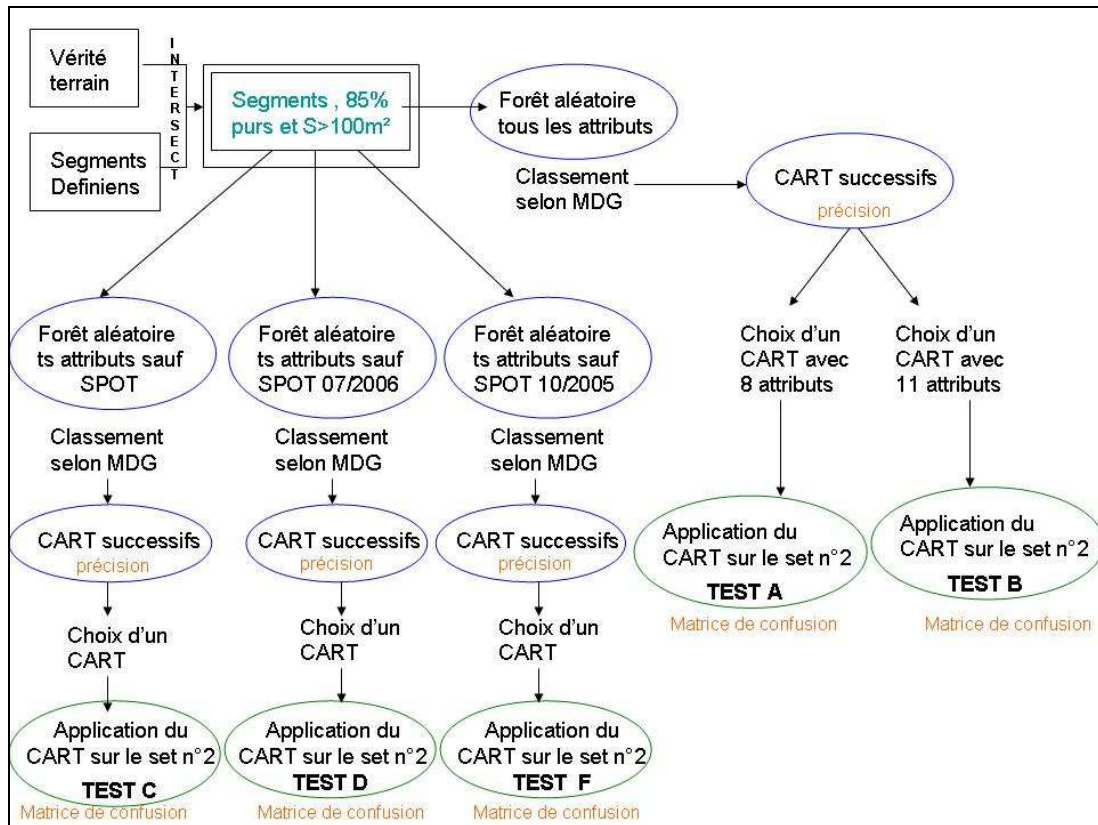 Vérité
terrain
Segments
Definiens
INTERSECT
Segments , 85%
purs et S>100m²
Forêt aléatoire
tous les attributs
Classement
selon MDG
CART successifs
précision
Choix d'un
CART avec
8 attributs
Choix d'un
CART avec
11 attributs
Application du
CART sur le set n°2
TEST A
Matrice de confusion
Application du
CART sur le set n°2
TEST B
Matrice de confusion
Forêt aléatoire
ts attributs sauf
SPOT
Classement
selon MDG
CART successifs
précision
Choix d'un
CART
Application du
CART sur le set n°2
TEST C
Matrice de confusion
Forêt aléatoire
ts attributs sauf
SPOT 07/2006
Classement
selon MDG
CART successifs
précision
Choix d'un
CART
Application du
CART sur le set n°2
TEST D
Matrice de confusion
Forêt aléatoire
ts attributs sauf
SPOT 10/2005
Classement
selon MDG
CART successifs
précision
Choix d'un
CART
Application du
CART sur le set n°2
TEST F
Matrice de confusion